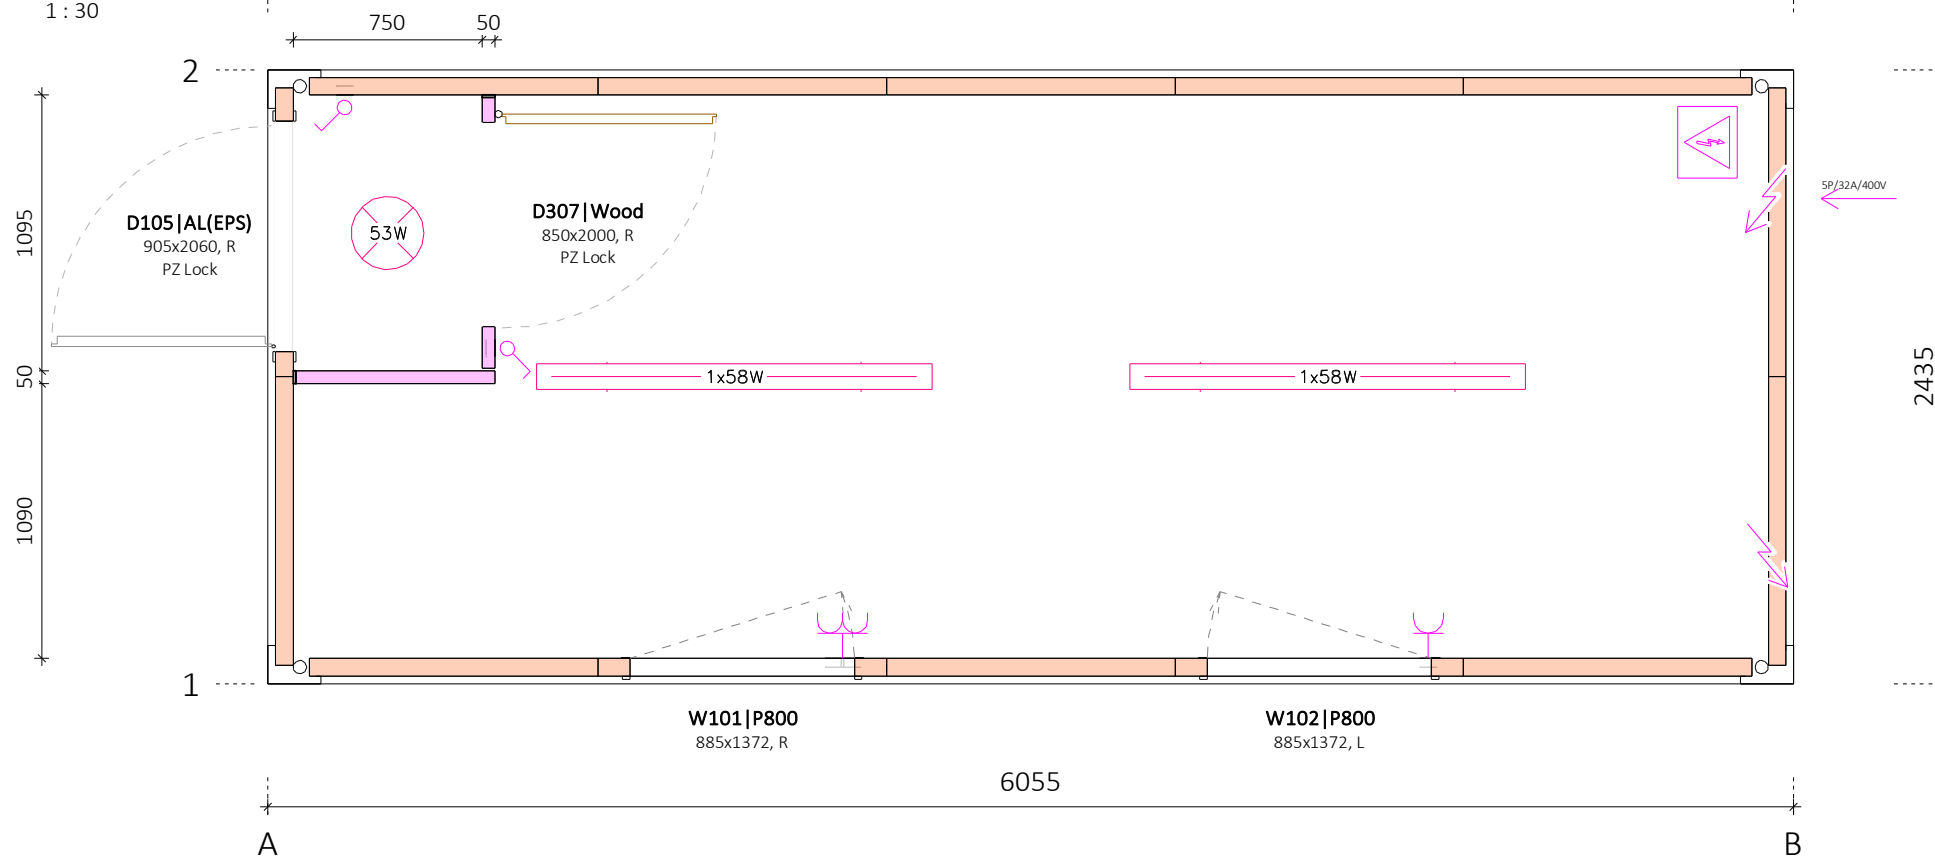 1 : 30
750
50
2
1095
D105|AL(EPS)
905x2060, R
PZ Lock
53W
D307|Wood
850x2000, R
PZ Lock
5P/32A/400V
50
1x58W
1x58W
2435
1090
1
W101|P800
885x1372, R
W102|P800
885x1372, L
6055
A
B